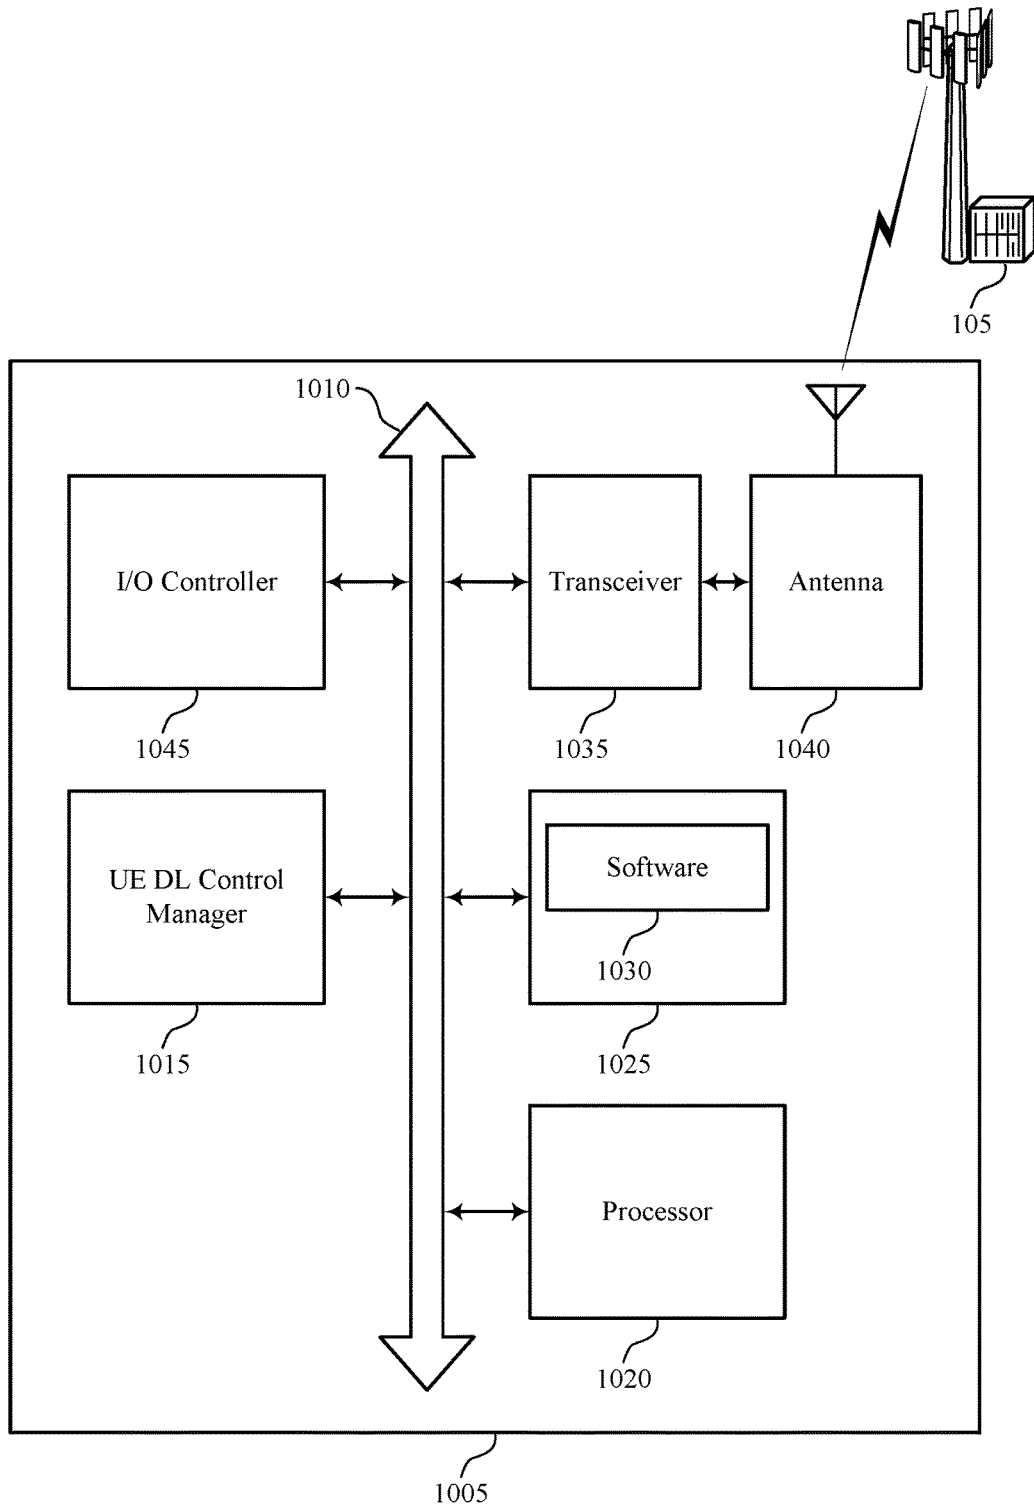 105
1010
I/O Controller
Transceiver
Antenna
1045
1035
1040
UE DL Control
Manager
Software
1030
1015
1025
Processor
1020
1005